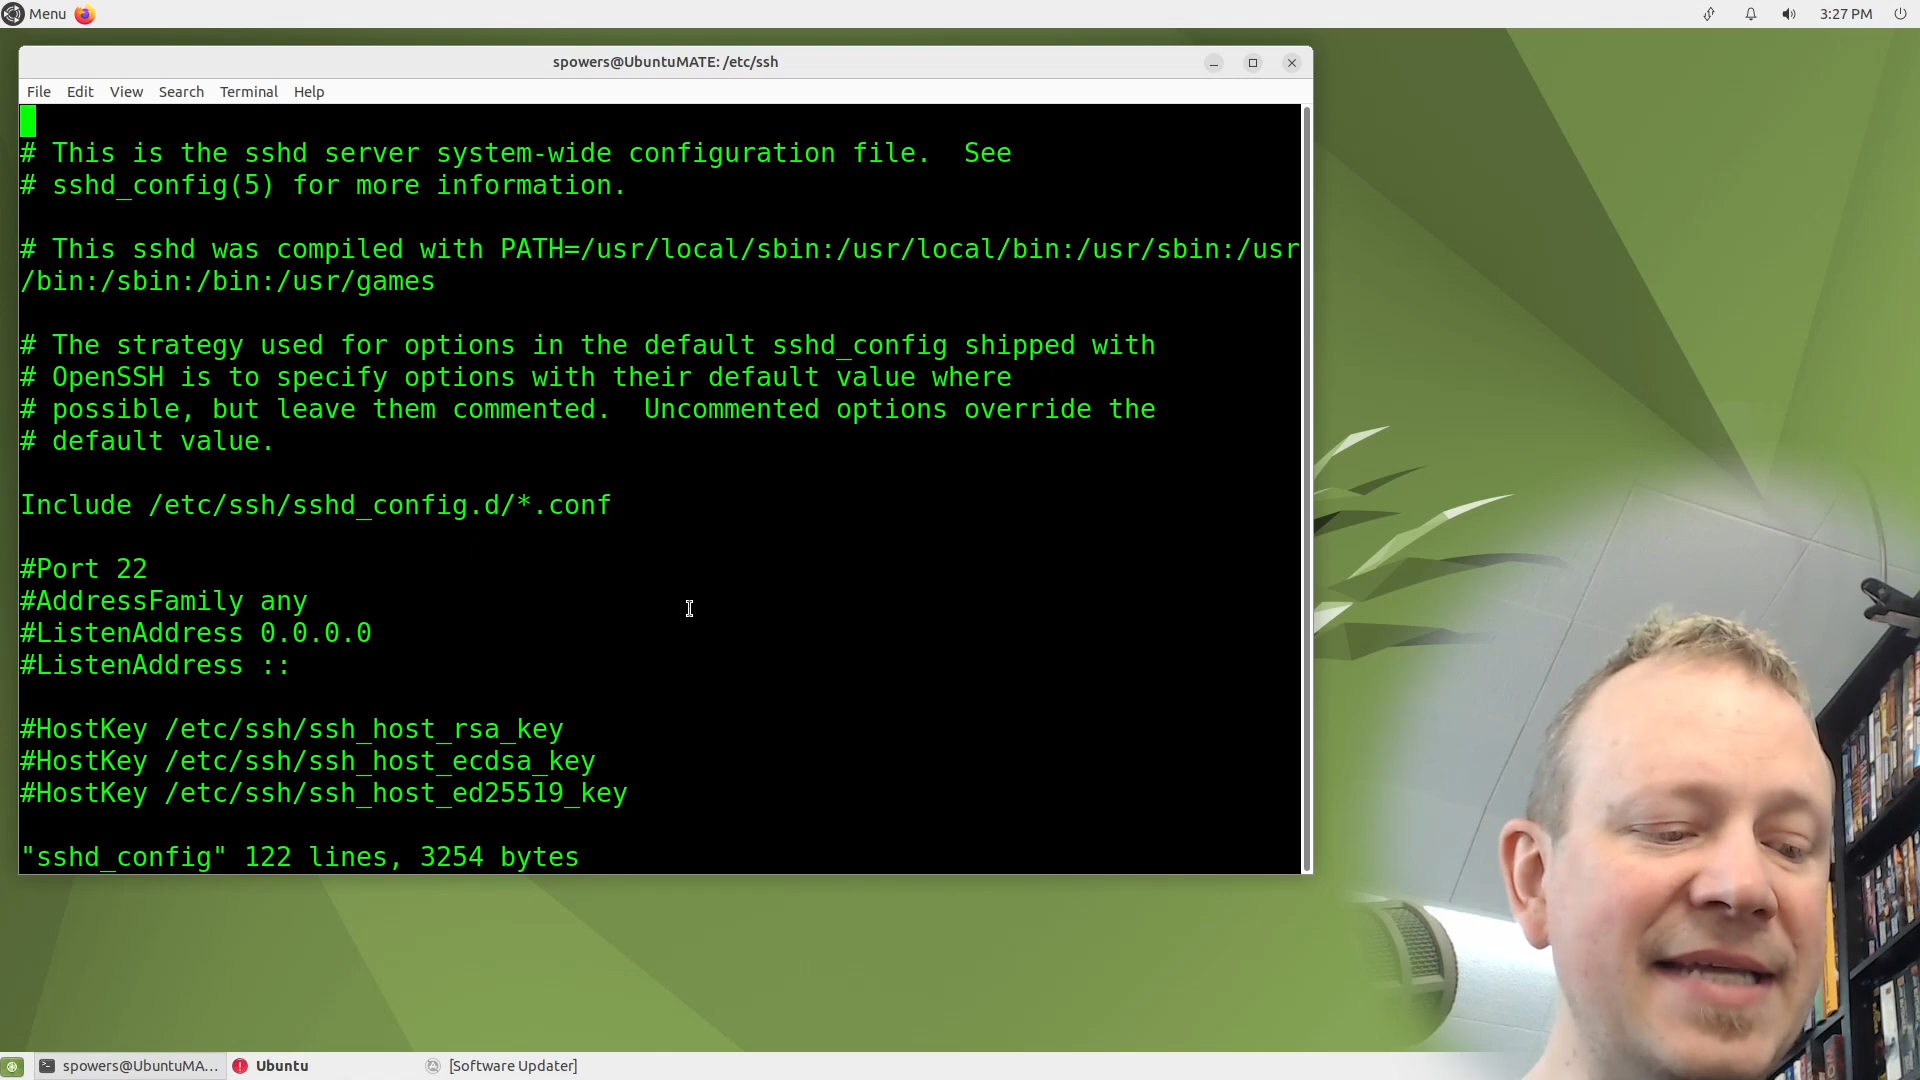 Menu
3:27 PM
spowers@UbuntuMATE: /etc/ssh
File Edit View Search Terminal Help
# This is the sshd server system-wide configuration file.  See
# sshd_config(5) for more information.
# This sshd was compiled with PATH=/usr/local/sbin:/usr/local/bin:/usr/sbin:/usr
/bin:/sbin:/bin:/usr/games
# The strategy used for options in the default sshd_config shipped with
# OpenSSH is to specify options with their default value where
# possible, but leave them commented.  Uncommented options override the
# default value.
Include /etc/ssh/sshd_config.d/*.conf
#Port 22
#AddressFamily any
#ListenAddress 0.0.0.0
#ListenAddress ::
#HostKey /etc/ssh/ssh_host_rsa_key
#HostKey /etc/ssh/ssh_host_ecdsa_key
#HostKey /etc/ssh/ssh_host_ed25519_key
"sshd_config" 122 lines, 3254 bytes
spowers@UbuntuMA... Ubuntu [Software Updater]